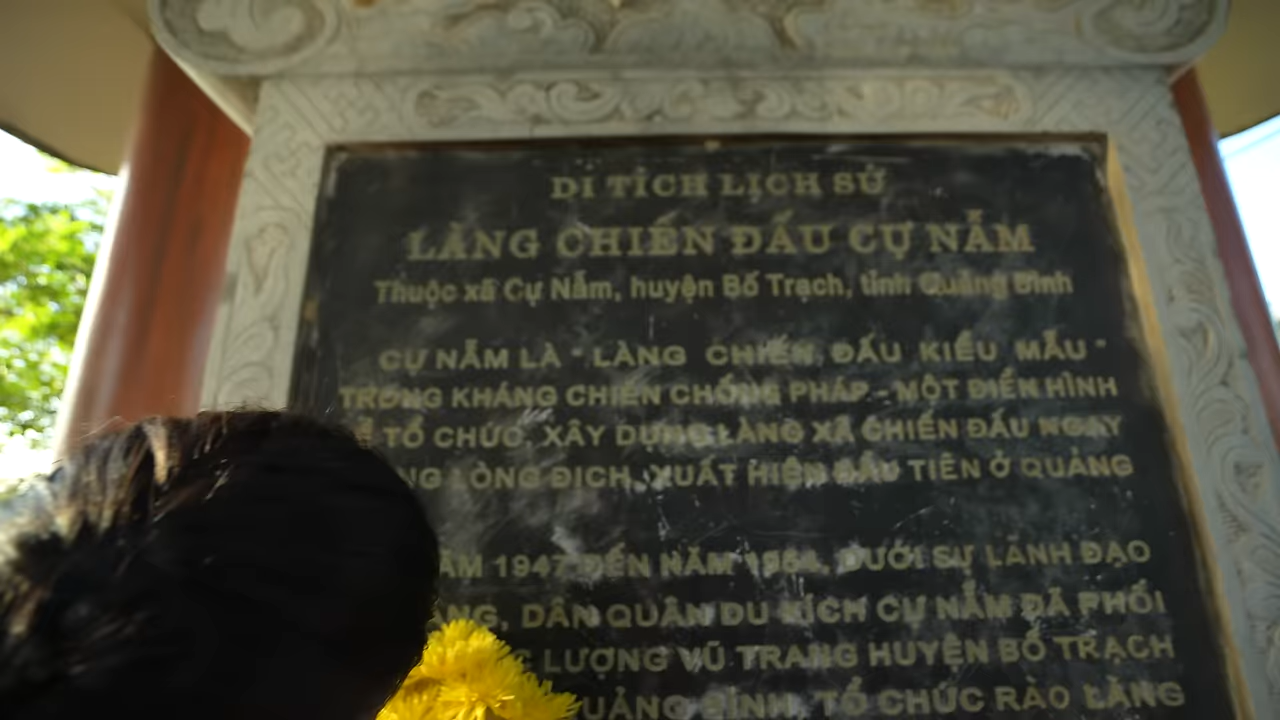 DI TÍCH LỊCH SỬ
LÀNG CHIẾN ĐẤU CỰ NẪM
Thuộc xã Cự Nẫm, huyện Bố Trạch, tỉnh Quảng Bình
CỰ NẪM LÀ " LÀNG CHIẾN ĐẤU KIỂU MẪU "
TRONG KHÁNG CHIẾN CHỐNG PHÁP - MỘT ĐIỂN HÌNH
TỔ CHỨC, XÂY DỰNG LÀNG XÃ CHIẾN ĐẤU NGAY
LÒNG ĐỊCH, XUẤT HIỆN ĐẦU TIÊN Ở QUẢNG
1947 ĐẾN NĂM 1954, DƯỚI SỰ LÃNH ĐẠO
DÂN QUÂN DU KÍCH CỰ NẪM ĐÃ PHỐI
LƯỢNG VŨ TRANG HUYỆN BỐ TRẠCH
BÌNH, TỔ CHỨC RÀO LÀNG